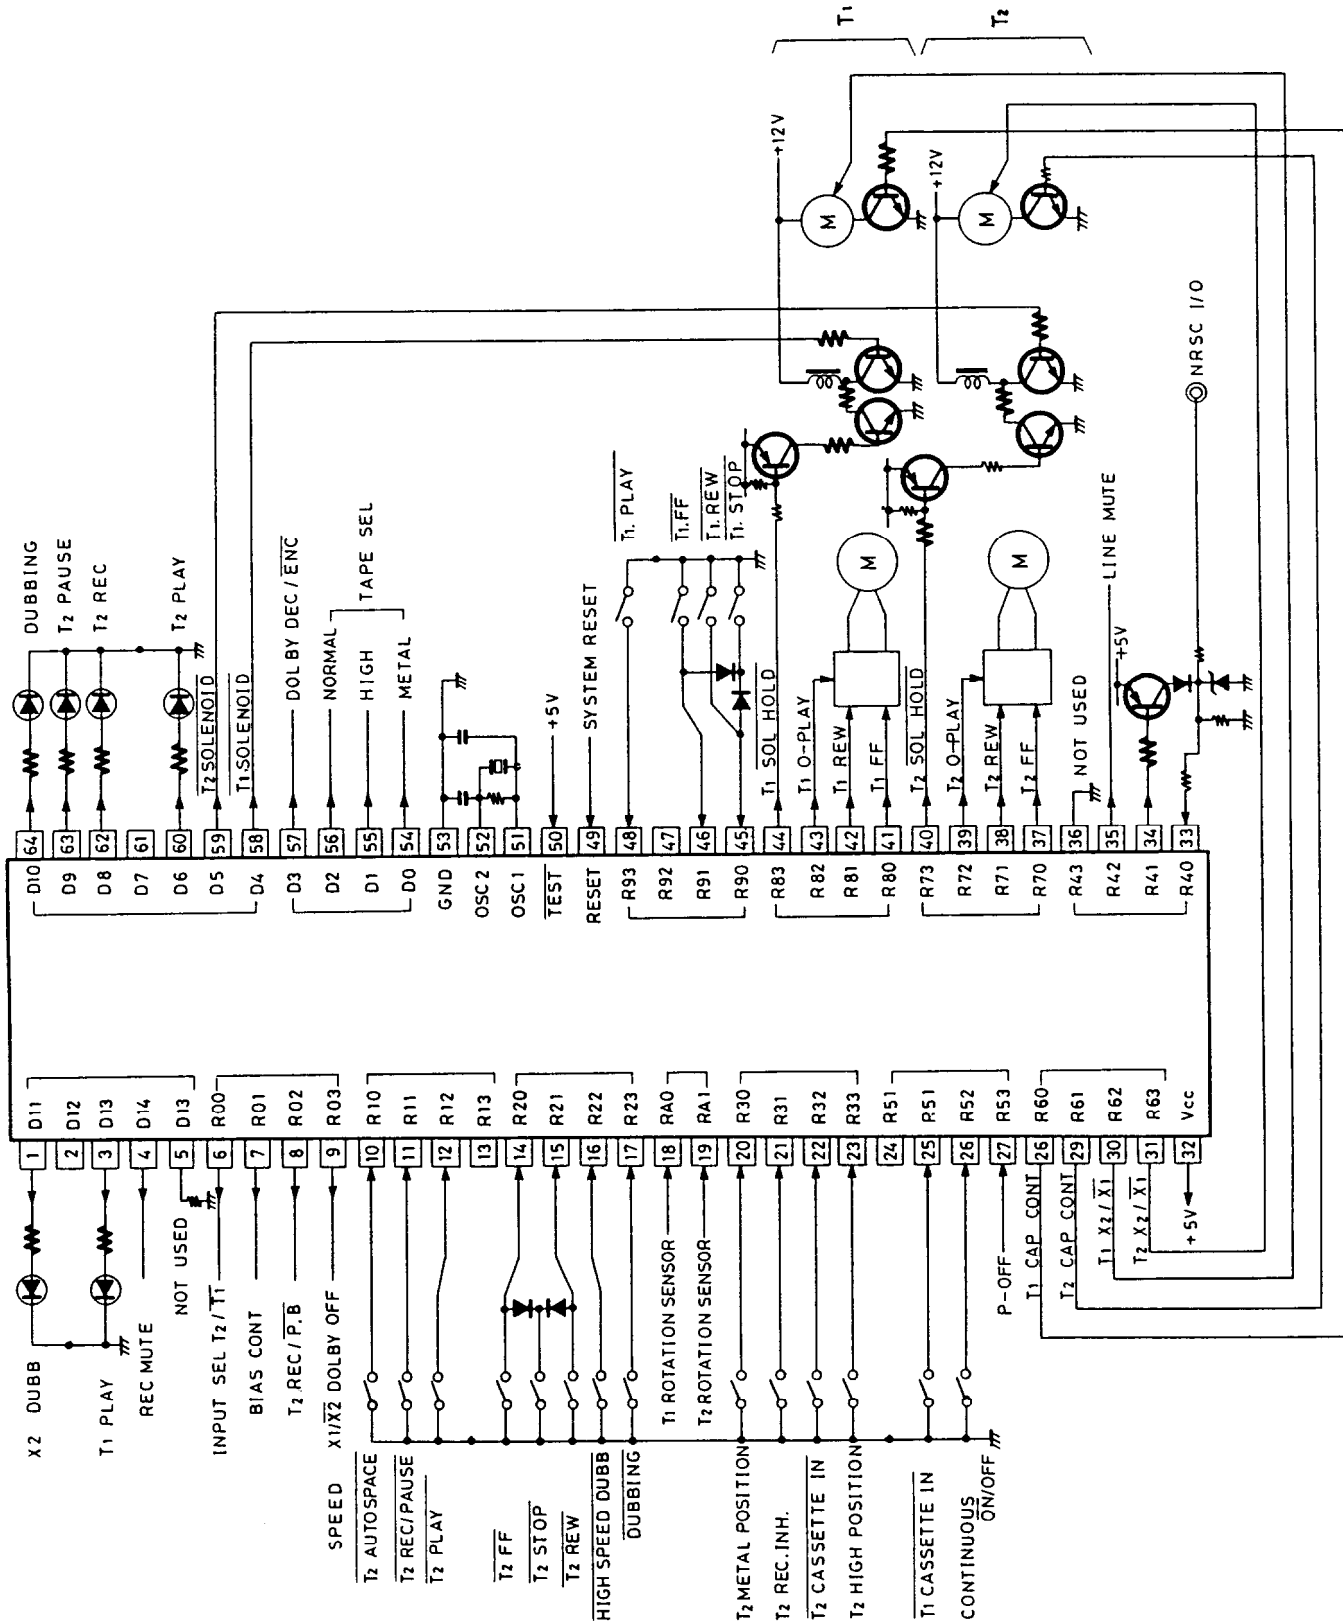 X2 DUBB
T1 PLAY
REC MUTE
NOT USED
INPUT SEL T2/T1
BIAS CONT
T2.REC/P.B
SPEED X1/X2 DOLBY OFF
T2 AUTOSPACE
T2 REC/PAUSE
T2 PLAY
T2 FF
T2 STOP
T2 REW
HIGH SPEED DUBB
DUBBING
T1 ROTATION SENSOR
T2 ROTATION SENSOR
T2 METAL POSITION
T2 REC.INH.
T2 CASSETTE IN
T2 HIGH POSITION
T1 CASSETTE IN
CONTINUOUS
ON/OFF
P-OFF
T1 CAP CONT
T2 CAP CONT
T1 X2/X1
T2 X2/X1
+5V
1 D11
2 D12
3 D13
4 D14
5 D13
6 R00
7 R01
8 R02
9 R03
10 R10
11 R11
12 R12
13 R13
14 R20
15 R21
16 R22
17 R23
18 RA0
19 RA1
20 R30
21 R31
22 R32
23 R33
24 R51
25 R51
26 R52
27 R53
26 R60
29 R61
30 R62
31 R63
32 Vcc
D10 64
D9 63
D8 62
D7 61
D6 60
D5 59
D4 58
D3 57
D2 56
D1 55
D0 54
GND 53
OSC2 52
OSC1 51
TEST 50
RESET 49
R93 48
R92 47
R91 46
R90 45
R83 44
R82 43
R81 42
R80 41
R73 40
R72 39
R71 38
R70 37
R43 36
R42 35
R41 34
R40 33
DUBBING
T2 PAUSE
T2 REC
T2 PLAY
T2 SOLENOID
T1 SOLENOID
DOLBY DEC/ENC
NORMAL
HIGH
METAL
TAPE SEL
+5V
SYSTEM RESET
T1.PLAY
T1.FF
T1.REW
T1.STOP
T1 SOL HOLD
T1 O-PLAY
T1 REW
T1 FF
M
T2 SOL HOLD
T2 O-PLAY
T2 REW
T2 FF
M
NOT USED
LINE MUTE
+5V
NRSC I/O
+12V
M
+12V
M
T1
T2